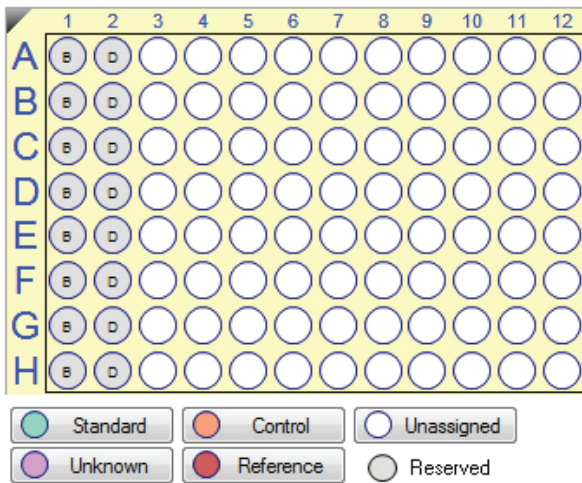 1 2 3 4 5 6 7 8 9 10 11 12
A B D
B B D
C B D
D B D
E B D
F B D
G B D
H B D
Standard Control Unassigned
Unknown Reference Reserved